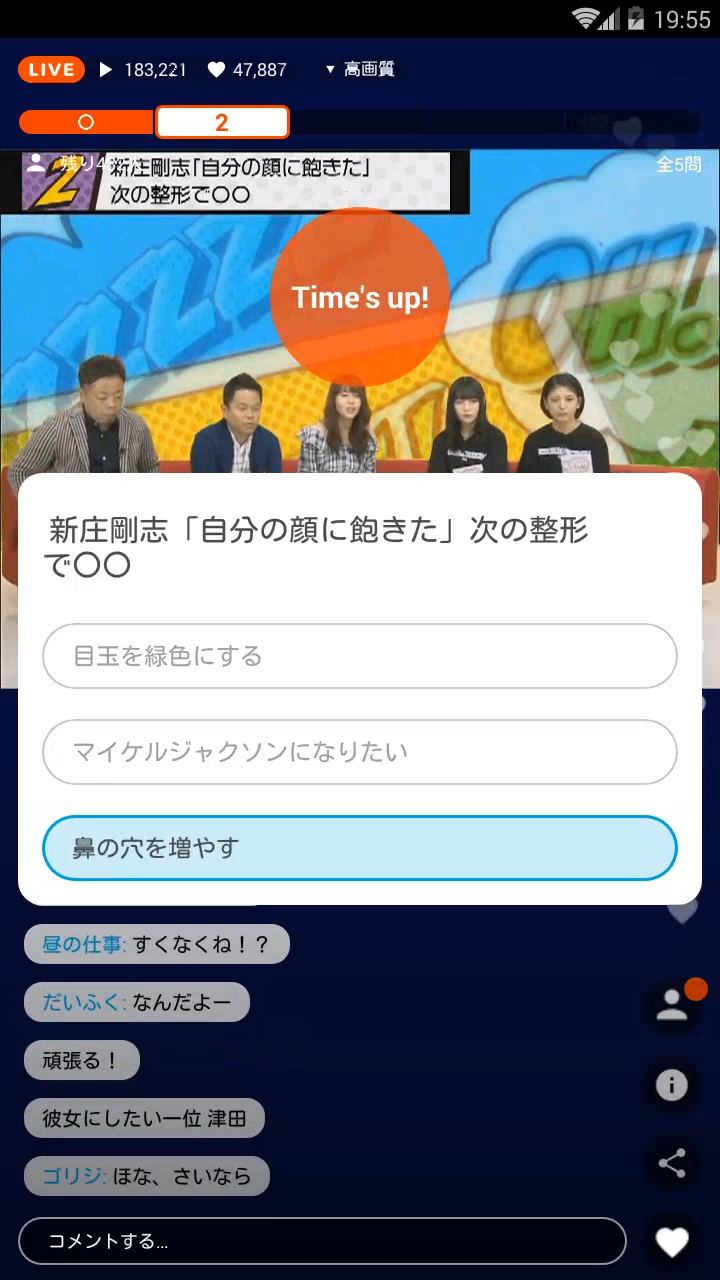 19:55
LIVE 183,221 47,887 ▼ 高画質
2
全5問
新庄剛志「自分の顔に飽きた」
次の整形で〇〇
Time's up!
新庄剛志「自分の顔に飽きた」次の整形
で〇〇
目玉を緑色にする
マイケルジャクソンになりたい
鼻の穴を増やす
昼の仕事: すくなくね！？
だいふく: なんだよー
頑張る！
彼女にしたい一位 津田
ゴリジ: ほな、さいなら
コメントする...